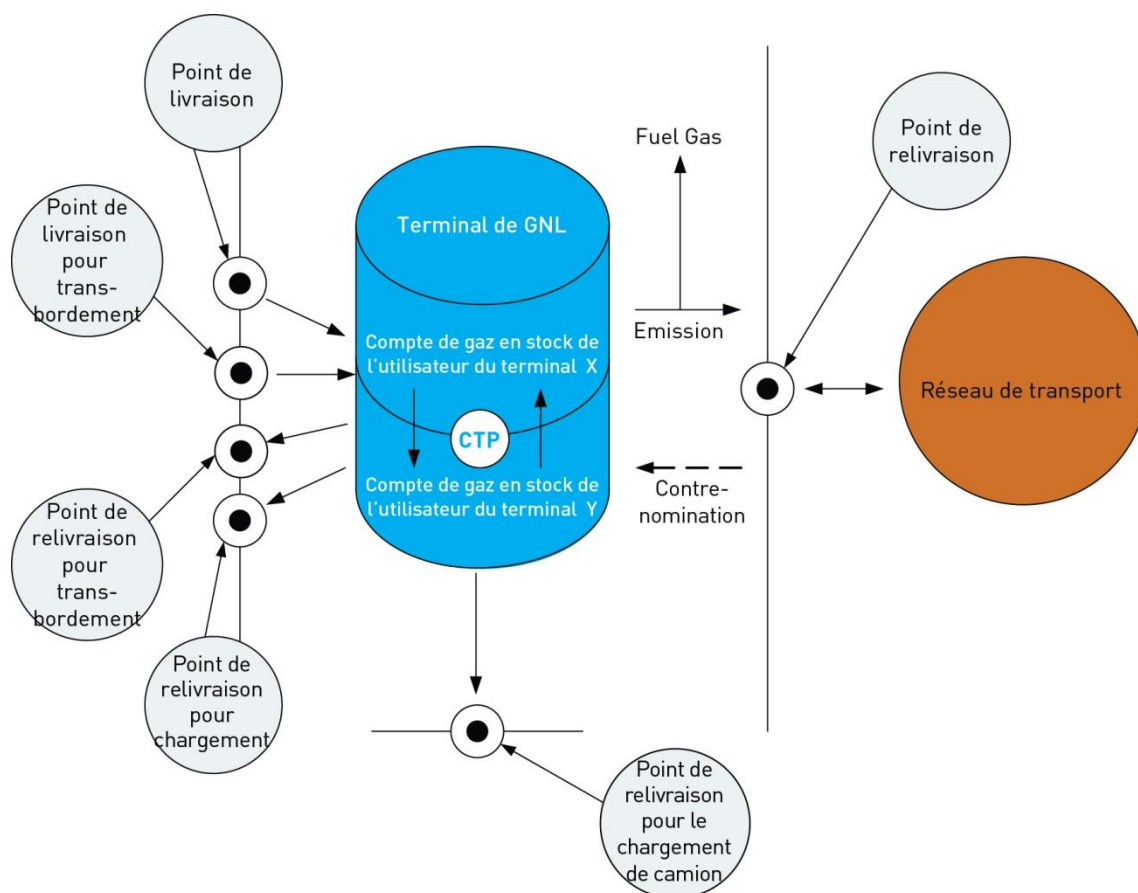 Point de
livraison
Point de
livraison
pour
trans-
bordement
Point de
relivraison
pour
trans-
bordement
Point de
relivraison
pour
chargement
Terminal de GNL
Compte de gaz en stock de
l'utilisateur du terminal X
CTP
Compte de gaz en stock de
l'utilisateur du terminal Y
Fuel Gas
Emission
Contre-
nomination
Point de
relivraison
Réseau de transport
Point de
relivraison
pour le
chargement
de camion